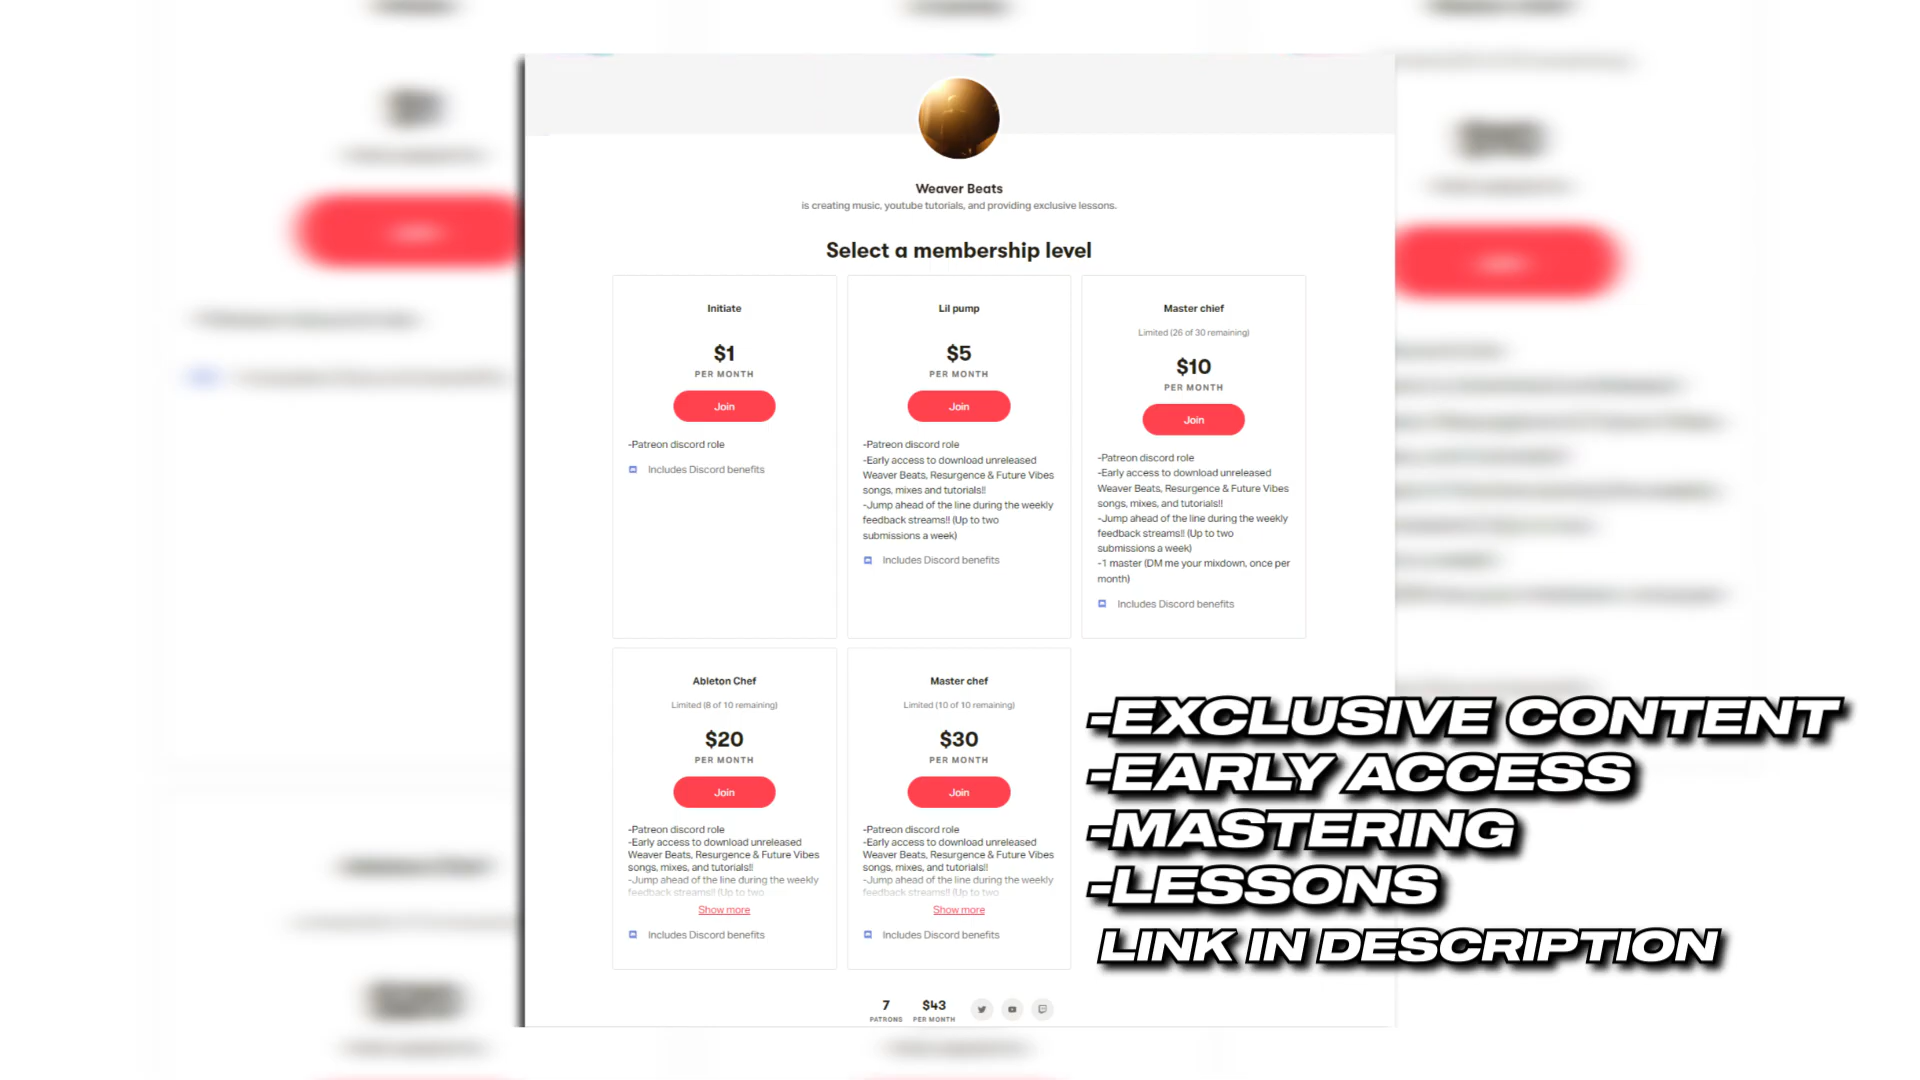 Weaver Beats
is creating music, youtube tutorials, and providing exclusive lessons.
Select a membership level
Initiate
$1
PER MONTH
Join
-Patreon discord role
Includes Discord benefits
Lil pump
$5
PER MONTH
Join
-Patreon discord role
-Early access to download unreleased
Weaver Beats, Resurgence & Future Vibes
songs, mixes and tutorials!!
-Jump ahead of the line during the weekly
feedback streams!! (Up to two
submissions a week)
Includes Discord benefits
Master chief
Limited (26 of 30 remaining)
$10
PER MONTH
Join
-Patreon discord role
-Early access to download unreleased
Weaver Beats, Resurgence & Future Vibes
songs, mixes, and tutorials!!
-Jump ahead of the line during the weekly
feedback streams!! (Up to two
submissions a week)
-1 master (DM me your mixdown, once per
month)
Includes Discord benefits
Ableton Chef
Limited (8 of 10 remaining)
$20
PER MONTH
Join
-Patreon discord role
-Early access to download unreleased
Weaver Beats, Resurgence & Future Vibes
songs, mixes, and tutorials!!
-Jump ahead of the line during the weekly
feedback streams!! (Up to two
Show more
Includes Discord benefits
Master chef
Limited (10 of 10 remaining)
$30
PER MONTH
Join
-Patreon discord role
-Early access to download unreleased
Weaver Beats, Resurgence & Future Vibes
songs, mixes, and tutorials!!
-Jump ahead of the line during the weekly
feedback streams!! (Up to two
Show more
Includes Discord benefits
-EXCLUSIVE CONTENT
-EARLY ACCESS
-MASTERING
-LESSONS
LINK IN DESCRIPTION
7
PATRONS
$43
PER MONTH